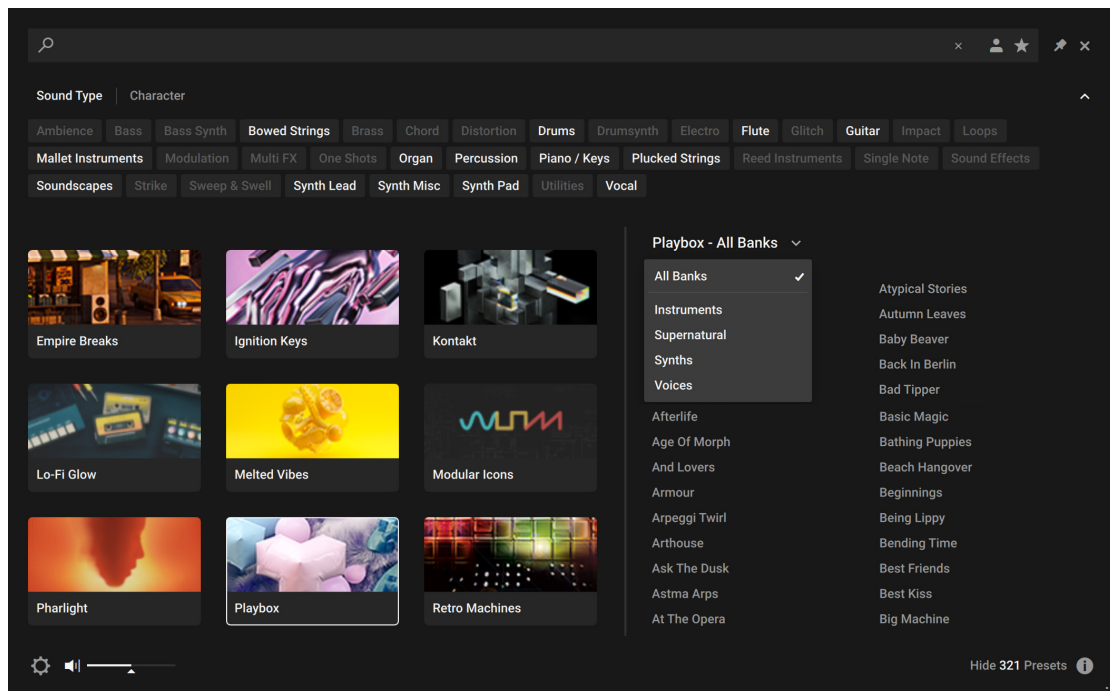 Sound Type Character
Ambience Bass Bass Synth Bowed Strings Brass Chord Distortion Drums Drumsynth Electro Flute Glitch Guitar Impact Loops
Mallet Instruments Modulation Multi FX One Shots Organ Percussion Piano / Keys Plucked Strings Reed Instruments Single Note Sound Effects
Soundscapes Strike Sweep & Swell Synth Lead Synth Misc Synth Pad Utilities Vocal
Empire Breaks
Ignition Keys
Kontakt
Lo-Fi Glow
Melted Vibes
Modular Icons
Pharlight
Playbox
Retro Machines
Playbox - All Banks
All Banks
Instruments
Supernatural
Synths
Voices
Afterlife
Age Of Morph
And Lovers
Armour
Arpeggi Twirl
Arthouse
Ask The Dusk
Astma Arps
At The Opera
Atypical Stories
Autumn Leaves
Baby Beaver
Back In Berlin
Bad Tipper
Basic Magic
Bathing Puppies
Beach Hangover
Beginnings
Being Lippy
Bending Time
Best Friends
Best Kiss
Big Machine
Hide 321 Presets